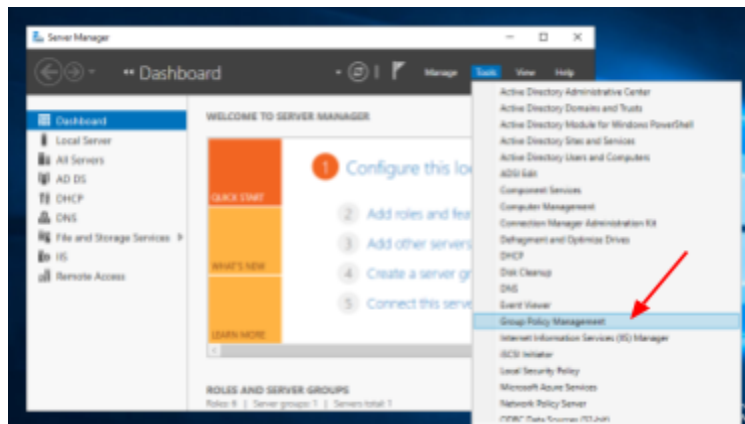 Server Manager
Dashboard
Manage
Tools
View
Help
Dashboard
Local Server
All Servers
AD DS
DHCP
DNS
File and Storage Services
IIS
Remote Access
WELCOME TO SERVER MANAGER
QUICK START
WHAT'S NEW
LEARN MORE
1 Configure this lo
2 Add roles and fea
3 Add other servers
4 Create a server gr
5 Connect this serve
ROLES AND SERVER GROUPS
Roles: 6 | Server groups: 1 | Servers total: 1
Active Directory Administrative Center
Active Directory Domains and Trusts
Active Directory Module for Windows PowerShell
Active Directory Sites and Services
Active Directory Users and Computers
ADSI Edit
Component Services
Computer Management
Connection Manager Administration Kit
Defragment and Optimize Drives
DHCP
Disk Cleanup
DNS
Event Viewer
Group Policy Management
Internet Information Services (IIS) Manager
iSCSI Initiator
Local Security Policy
Microsoft Azure Services
Network Policy Server
ODBC Data Sources (32-bit)